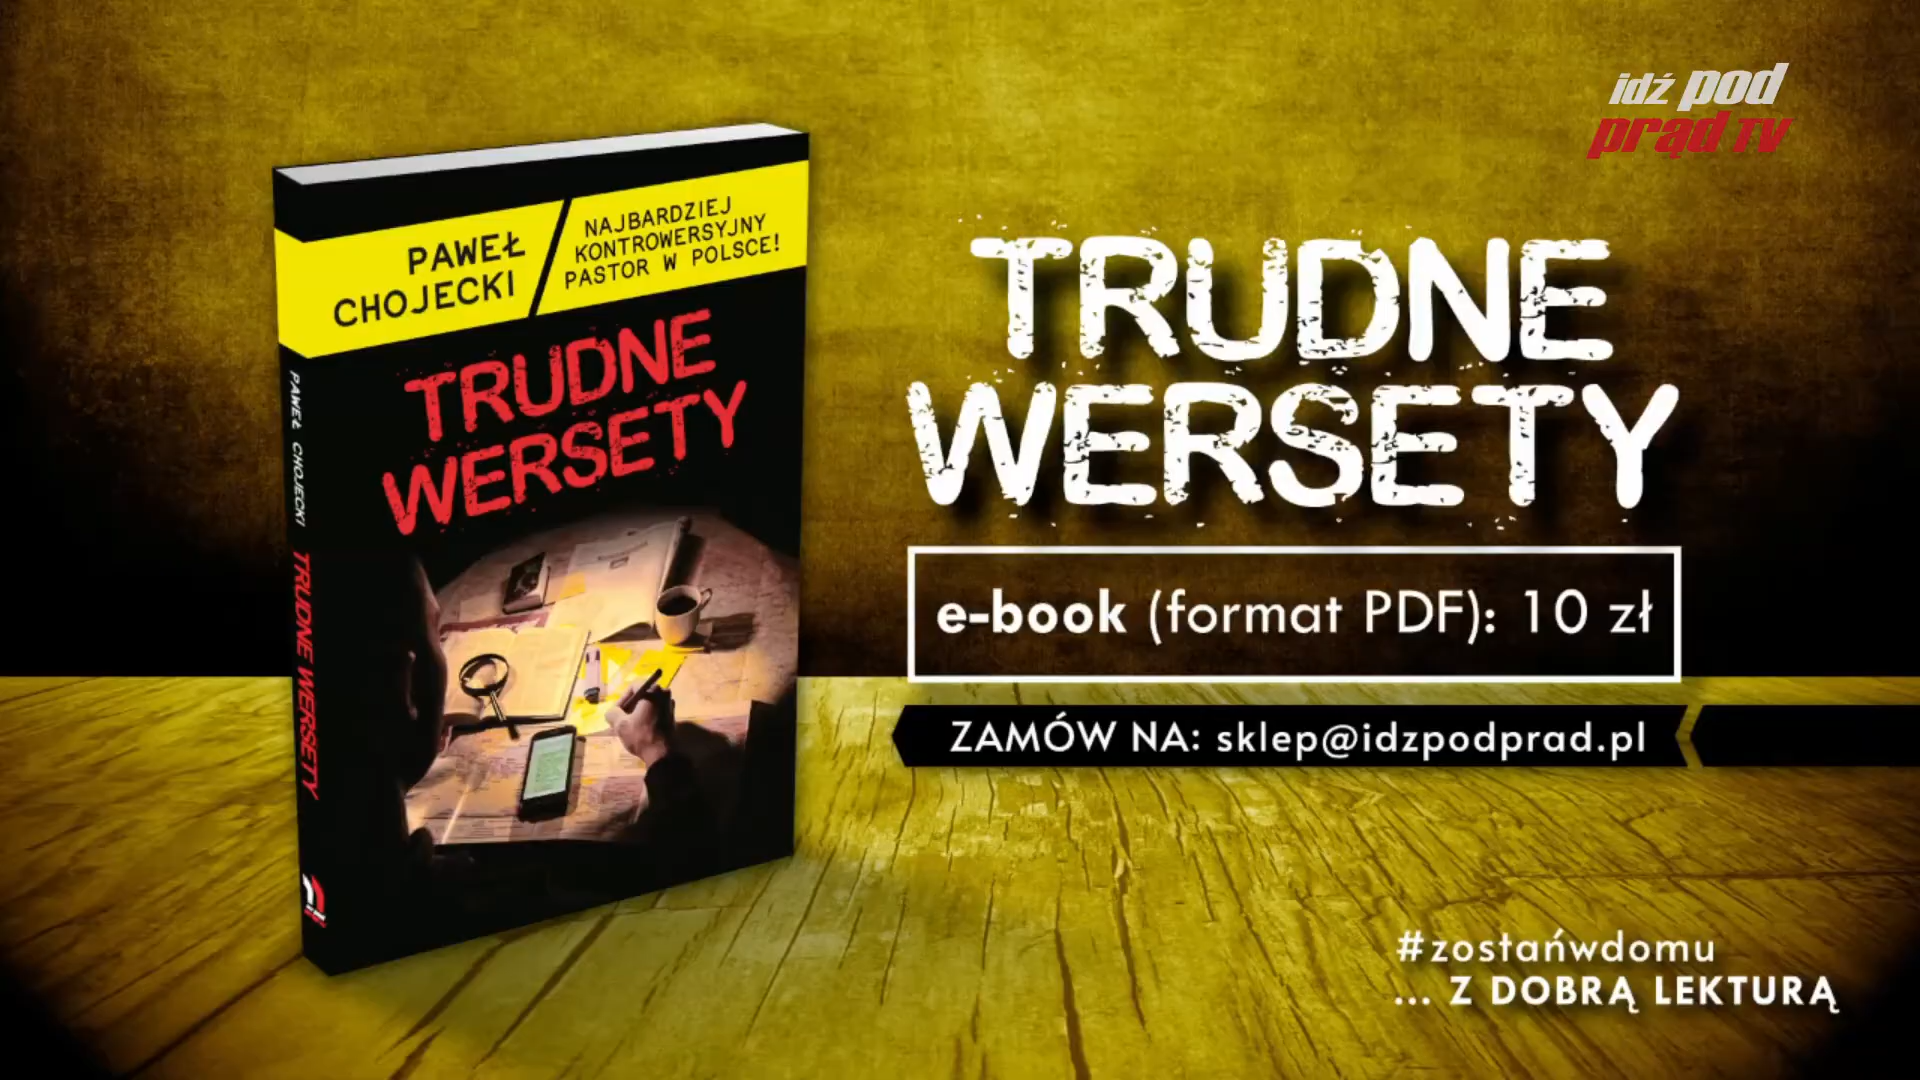 idź pod
prąd TV
PAWEŁ
CHOJECKI
NAJBARDZIEJ
KONTROWERSYJNY
PASTOR W POLSCE!
TRUDNE
WERSETY
PAWEŁ CHOJECKI TRUDNE WERSETY
TRUDNE
WERSETY
e-book (format PDF): 10 zł
ZAMÓW NA: sklep@idzpodprad.pl
#zostańwdomu
... Z DOBRĄ LEKTURĄ